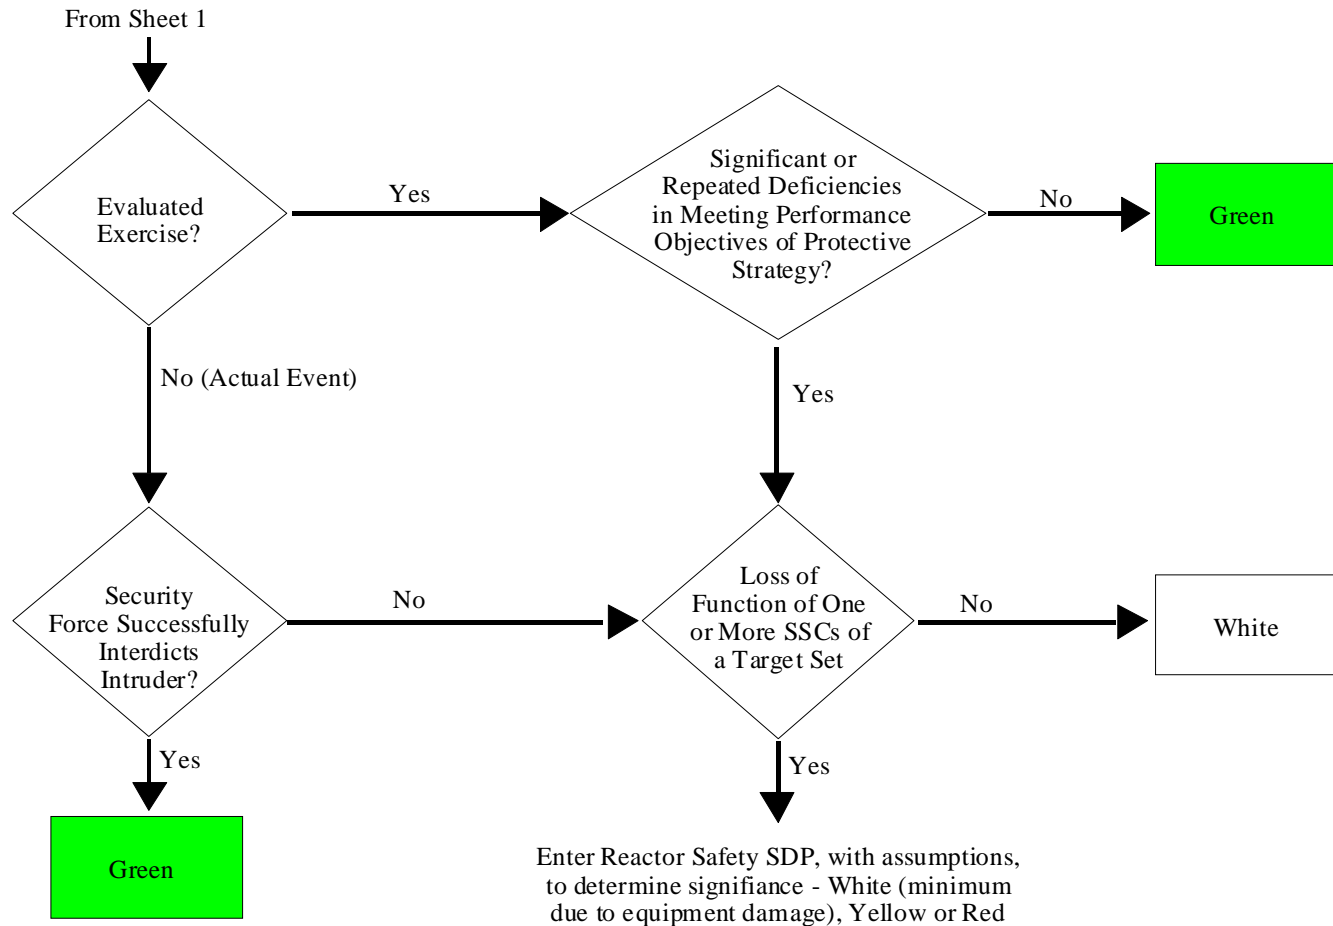 From Sheet 1
Evaluated
Exercise?
Yes
Significant or
Repeated Deficiencies
in Meeting Performance
Objectives of Protective
Strategy?
No
Green
No (Actual Event)
Yes
Security
Force Successfully
Interdicts
Intruder?
No
Loss of
Function of One
or More SSCs of
a Target Set
No
White
Yes
Green
Yes
Enter Reactor Safety SDP, with assumptions,
to determine signifiance - White (minimum
due to equipment damage), Yellow or Red